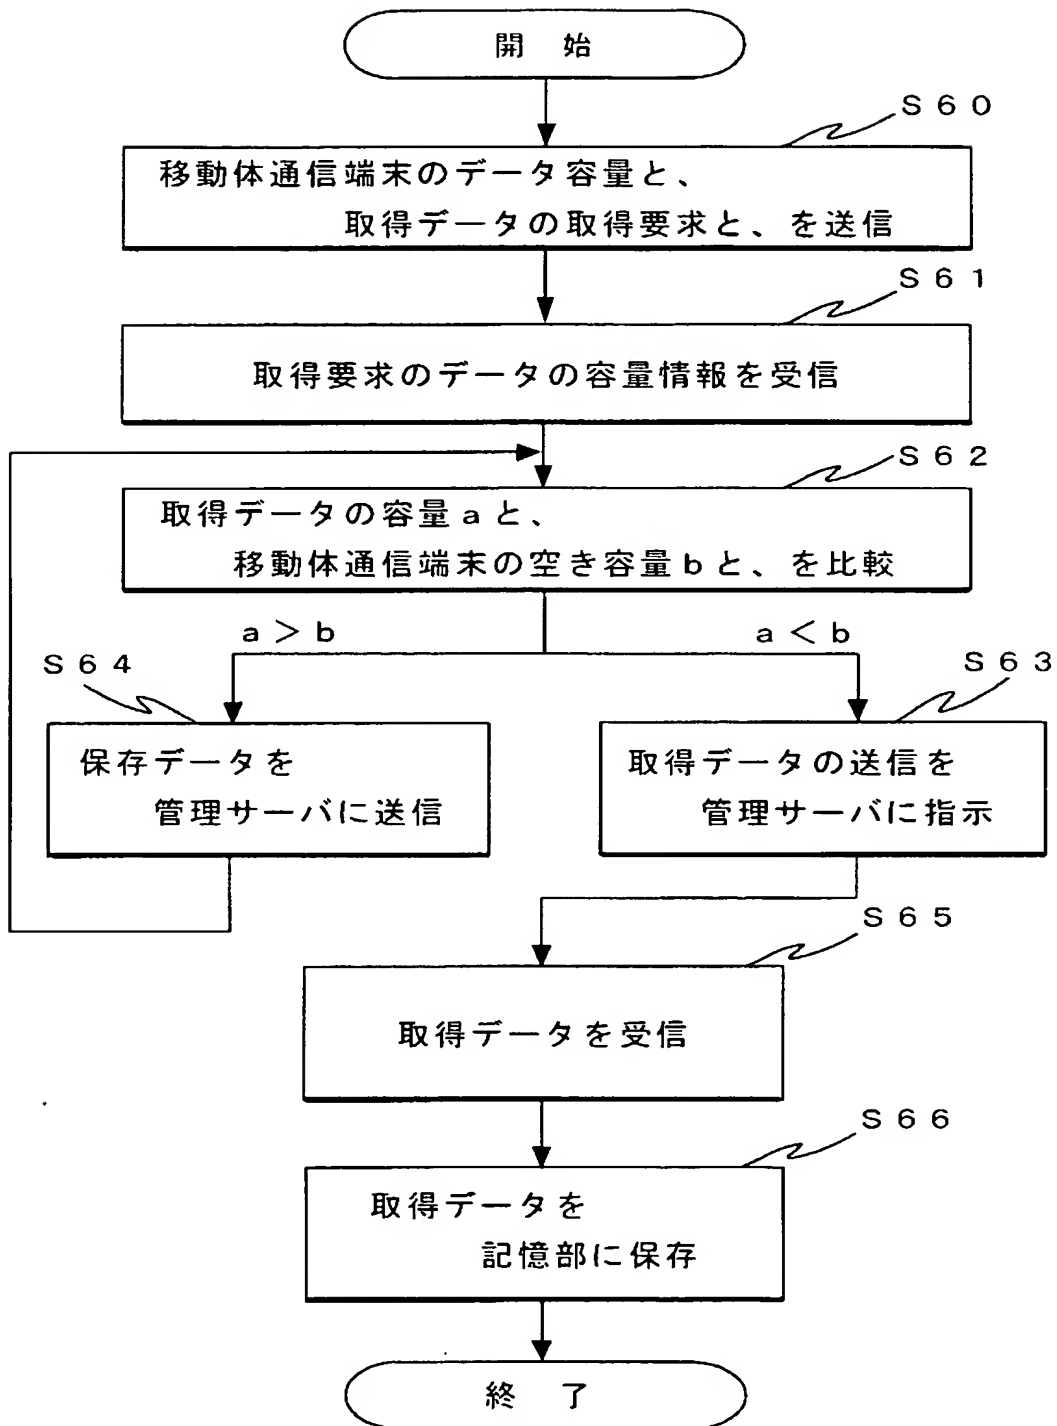 開 始
S60
移動体通信端末のデータ容量と、
取得データの取得要求と、を送信
S61
取得要求のデータの容量情報を受信
S62
取得データの容量aと、
移動体通信端末の空き容量bと、を比較
a>b
a<b
S64
S63
保存データを
管理サーバに送信
取得データの送信を
管理サーバに指示
S65
取得データを受信
S66
取得データを
記憶部に保存
終 了